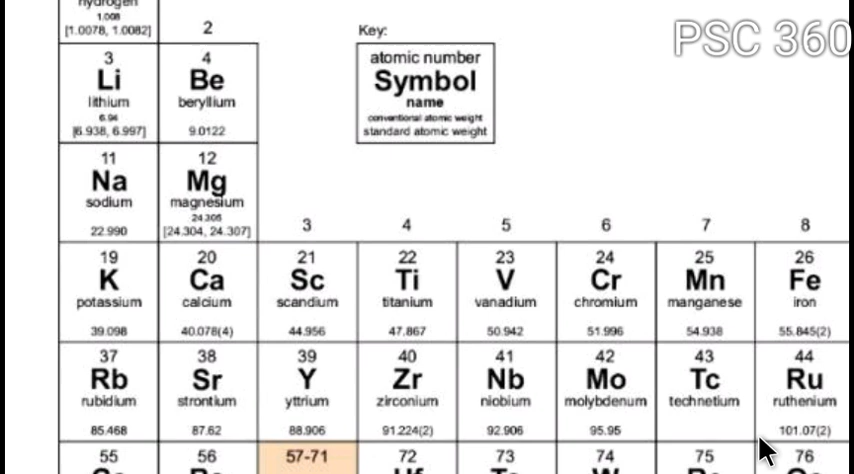 hydrogen
1.008
[1.0078, 1.0082]
2
Key:
PSC 360
3
Li
lithium
6.94
[6.938, 6.997]
4
Be
beryllium
9.0122
atomic number
Symbol
name
conventional atomic weight
standard atomic weight
11
Na
sodium
22.990
12
Mg
magnesium
24.305
[24.304, 24.307]
3 4 5 6 7 8
19 20 21 22 23 24 25 26
K Ca Sc Ti V Cr Mn Fe
potassium calcium scandium titanium vanadium chromium manganese iron
39.098 40.078(4) 44.956 47.867 50.942 51.996 54.938 55.845(2)
37 38 39 40 41 42 43 44
Rb Sr Y Zr Nb Mo Tc Ru
rubidium strontium yttrium zirconium niobium molybdenum technetium ruthenium
85.468 87.62 88.906 91.224(2) 92.906 95.95 101.07(2)
55 56 57-71 72 73 74 75 76